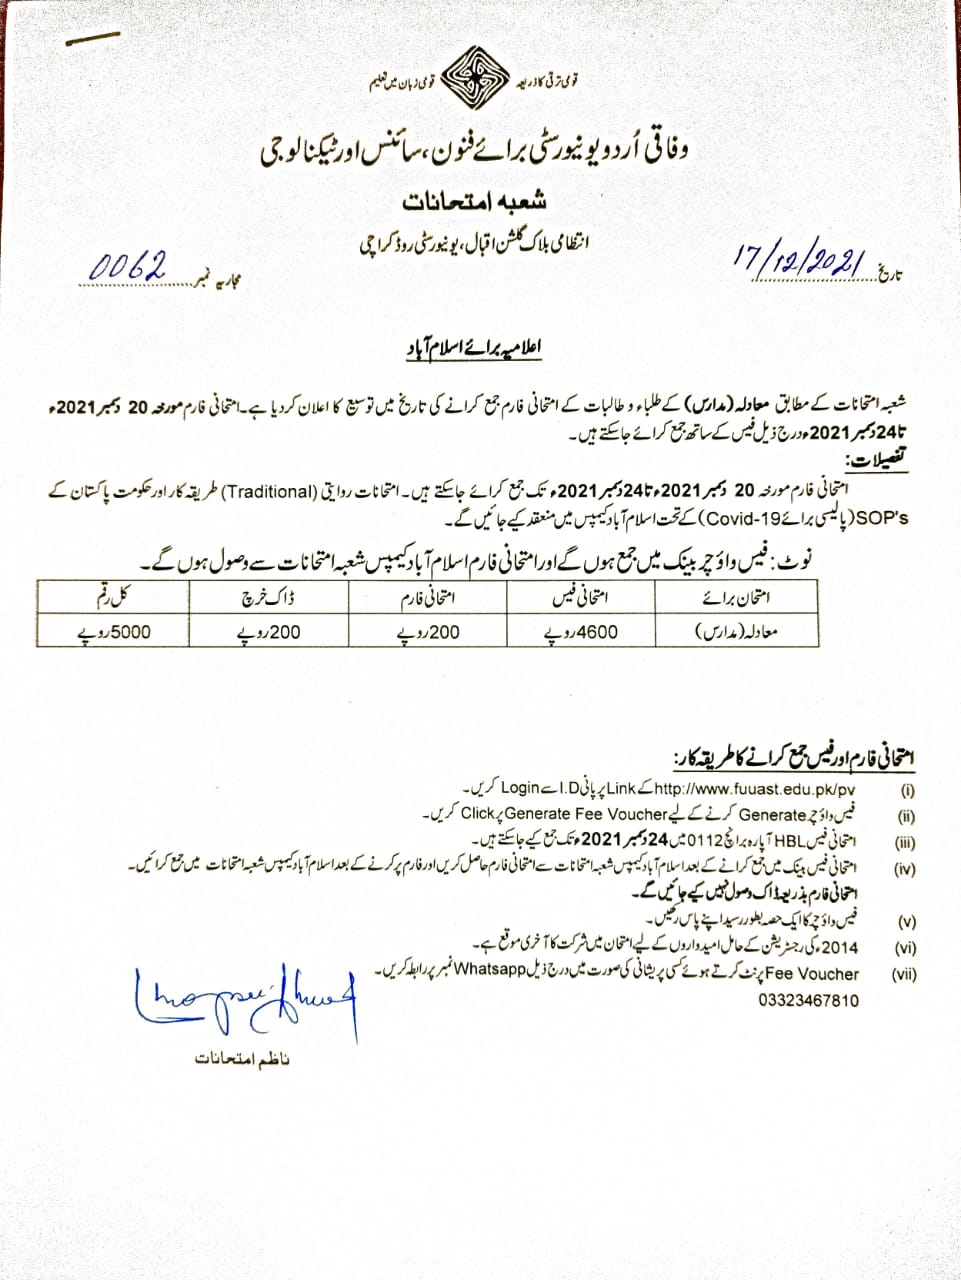 قومی ترقی کا ذریعہ قومی زبان میں تعلیم
وفاقی اُردو یونیورسٹی برائے فنون، سائنس اور ٹیکنالوجی
شعبہ امتحانات
انتظامی بلاک گلشن اقبال، یونیورسٹی روڈ کراچی
تاریخ 17/12/2021
مجاریہ نمبر 0062
اعلامیہ برائے اسلام آباد
شعبہ امتحانات کے مطابق معادلہ (مدارس) کے طلباء و طالبات کے امتحانی فارم جمع کرانے کی تاریخ میں توسیع کا اعلان کردیا ہے۔ امتحانی فارم مورخہ 20 دسمبر 2021ء
تا 24 دسمبر 2021ء درج ذیل فیس کے ساتھ جمع کرائے جاسکتے ہیں۔
تفصیلات:
امتحانی فارم مورخہ 20 دسمبر 2021ء تا 24 دسمبر 2021ء تک جمع کرائے جاسکتے ہیں۔ امتحانات روایتی (Traditional) طریقہ کار اور حکومت پاکستان کے
SOP's (پالیسی برائے Covid-19) کے تحت اسلام آباد کیمپس میں منعقد کیے جائیں گے۔
نوٹ: فیس واؤچر بینک میں جمع ہوں گے اور امتحانی فارم اسلام آباد کیمپس شعبہ امتحانات سے وصول ہوں گے۔
امتحان برائے امتحانی فیس امتحانی فارم ڈاک خرچ کل رقم
معادلہ (مدارس) 4600 روپے 200 روپے 200 روپے 5000 روپے
امتحانی فارم اور فیس جمع کرانے کا طریقہ کار:
(i) http://www.fuuast.edu.pk/pv کے Link پر پانی I.D سے Login کریں۔
(ii) فیس واؤچر Generate کرنے کے لیے Generate Fee Voucher پر Click کریں۔
(iii) امتحانی فیس HBL آبپارہ برانچ 0112 میں 24 دسمبر 2021ء تک جمع کیے جاسکتے ہیں۔
(iv) امتحانی فیس بینک میں جمع کرانے کے بعد اسلام آباد کیمپس شعبہ امتحانات سے امتحانی فارم حاصل کریں اور فارم پر کرنے کے بعد اسلام آباد کیمپس شعبہ امتحانات میں جمع کرائیں۔
امتحانی فارم بذریعہ ڈاک وصول نہیں کیے جائیں گے۔
(v) فیس واؤچر کا ایک حصہ بطور رسید اپنے پاس رکھیں۔
(vi) 2014ء کی رجسٹریشن کے حامل امیدواروں کے لیے امتحان میں شرکت کا آخری موقع ہے۔
(vii) Fee Voucher پرنٹ کرتے ہوئے کسی پریشانی کی صورت میں درج ذیل Whatsapp نمبر پر رابطہ کریں۔
03323467810
ناظم امتحانات